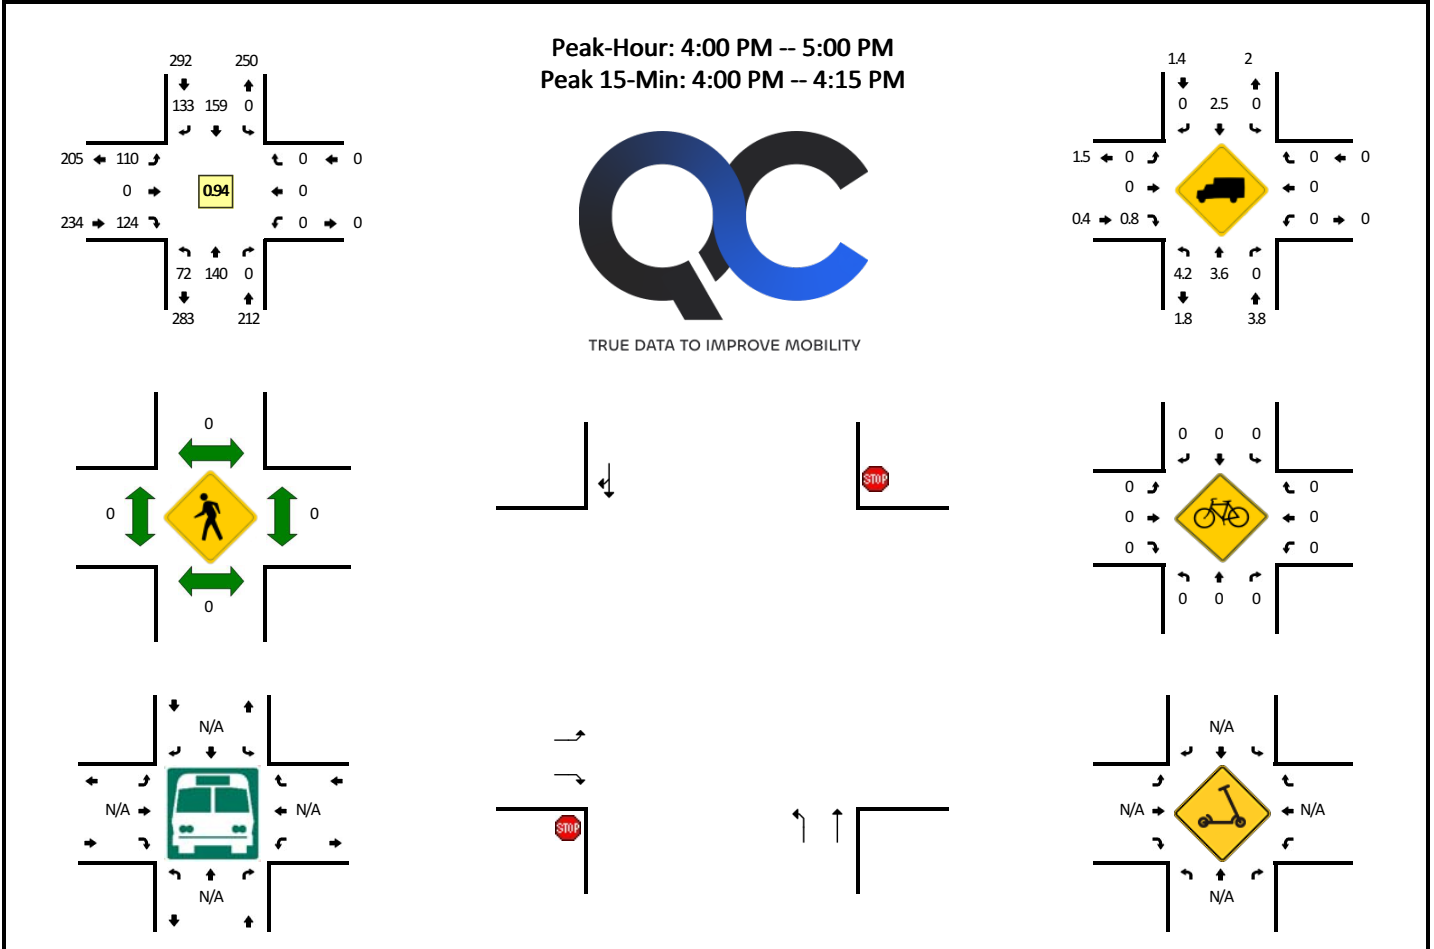 Peak-Hour: 4:00 PM -- 5:00 PM
Peak 15-Min: 4:00 PM -- 4:15 PM
292 250
133 159 0
205 110 0 0
0 0.94 0
234 124 0 0
72 140 0
283 212
TRUE DATA TO IMPROVE MOBILITY
1.4 2
0 2.5 0
1.5 0 0 0
0 0
0.4 0.8 0 0
4.2 3.6 0
1.8 3.8
0
0 0
0
STOP
STOP
0 0 0
0 0
0 0
0 0
0 0 0
N/A
N/A N/A
N/A
N/A
N/A N/A
N/A